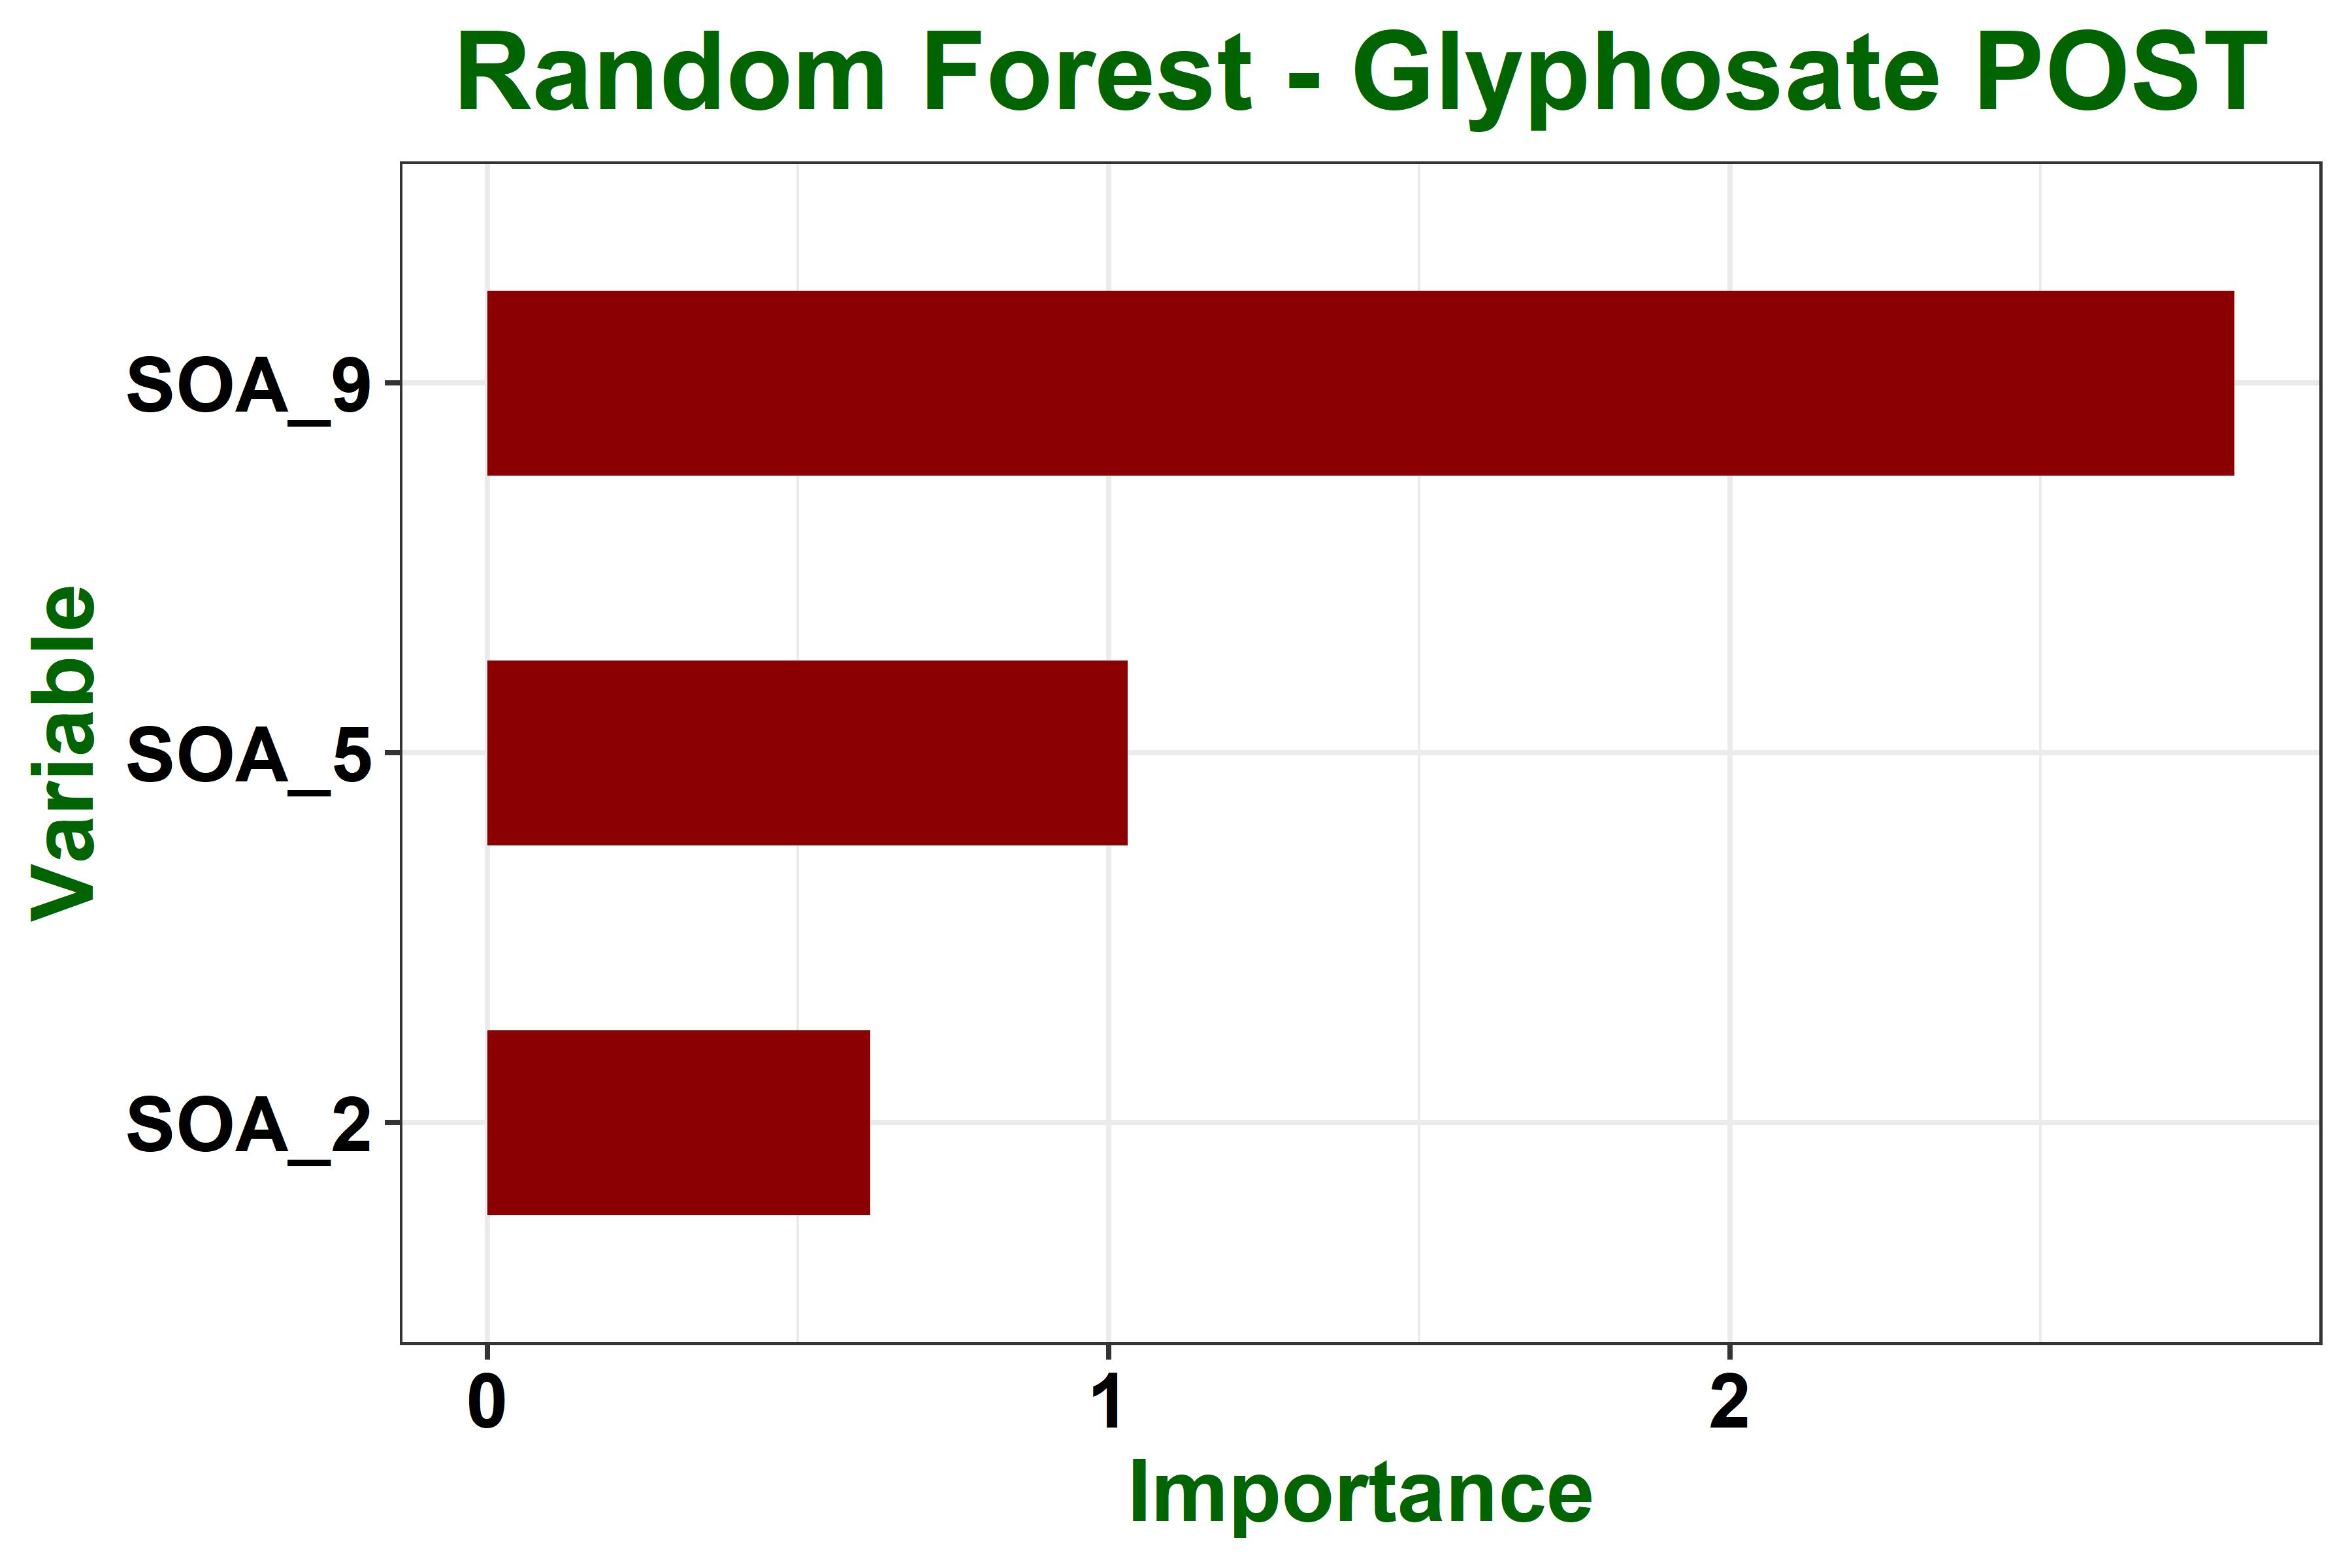 Random Forest - Glyphosate POST
Variable
SOA_9
SOA_5
SOA_2
0 1 2
Importance